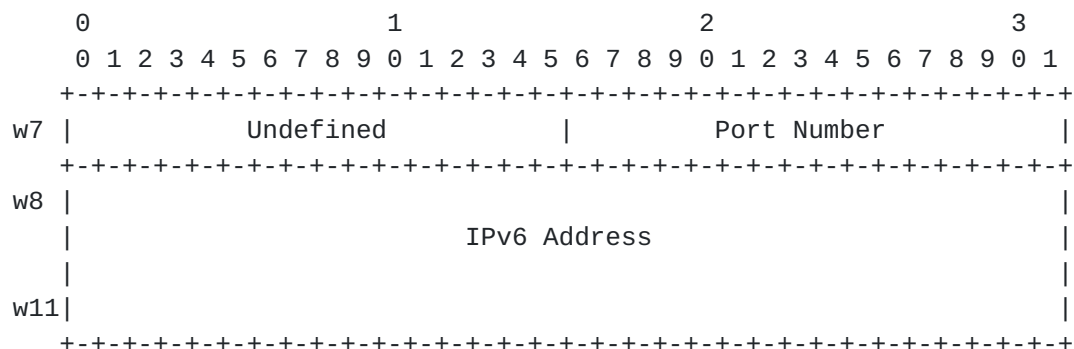 0                   1                   2                   3
     0 1 2 3 4 5 6 7 8 9 0 1 2 3 4 5 6 7 8 9 0 1 2 3 4 5 6 7 8 9 0 1
    +-+-+-+-+-+-+-+-+-+-+-+-+-+-+-+-+-+-+-+-+-+-+-+-+-+-+-+-+-+-+-+-+
w7  |           Undefined           |         Port Number           |
    +-+-+-+-+-+-+-+-+-+-+-+-+-+-+-+-+-+-+-+-+-+-+-+-+-+-+-+-+-+-+-+-+
w8  |                                                               |
    |                         IPv6 Address                          |
    |                                                               |
w11|                                                               |
    +-+-+-+-+-+-+-+-+-+-+-+-+-+-+-+-+-+-+-+-+-+-+-+-+-+-+-+-+-+-+-+-+